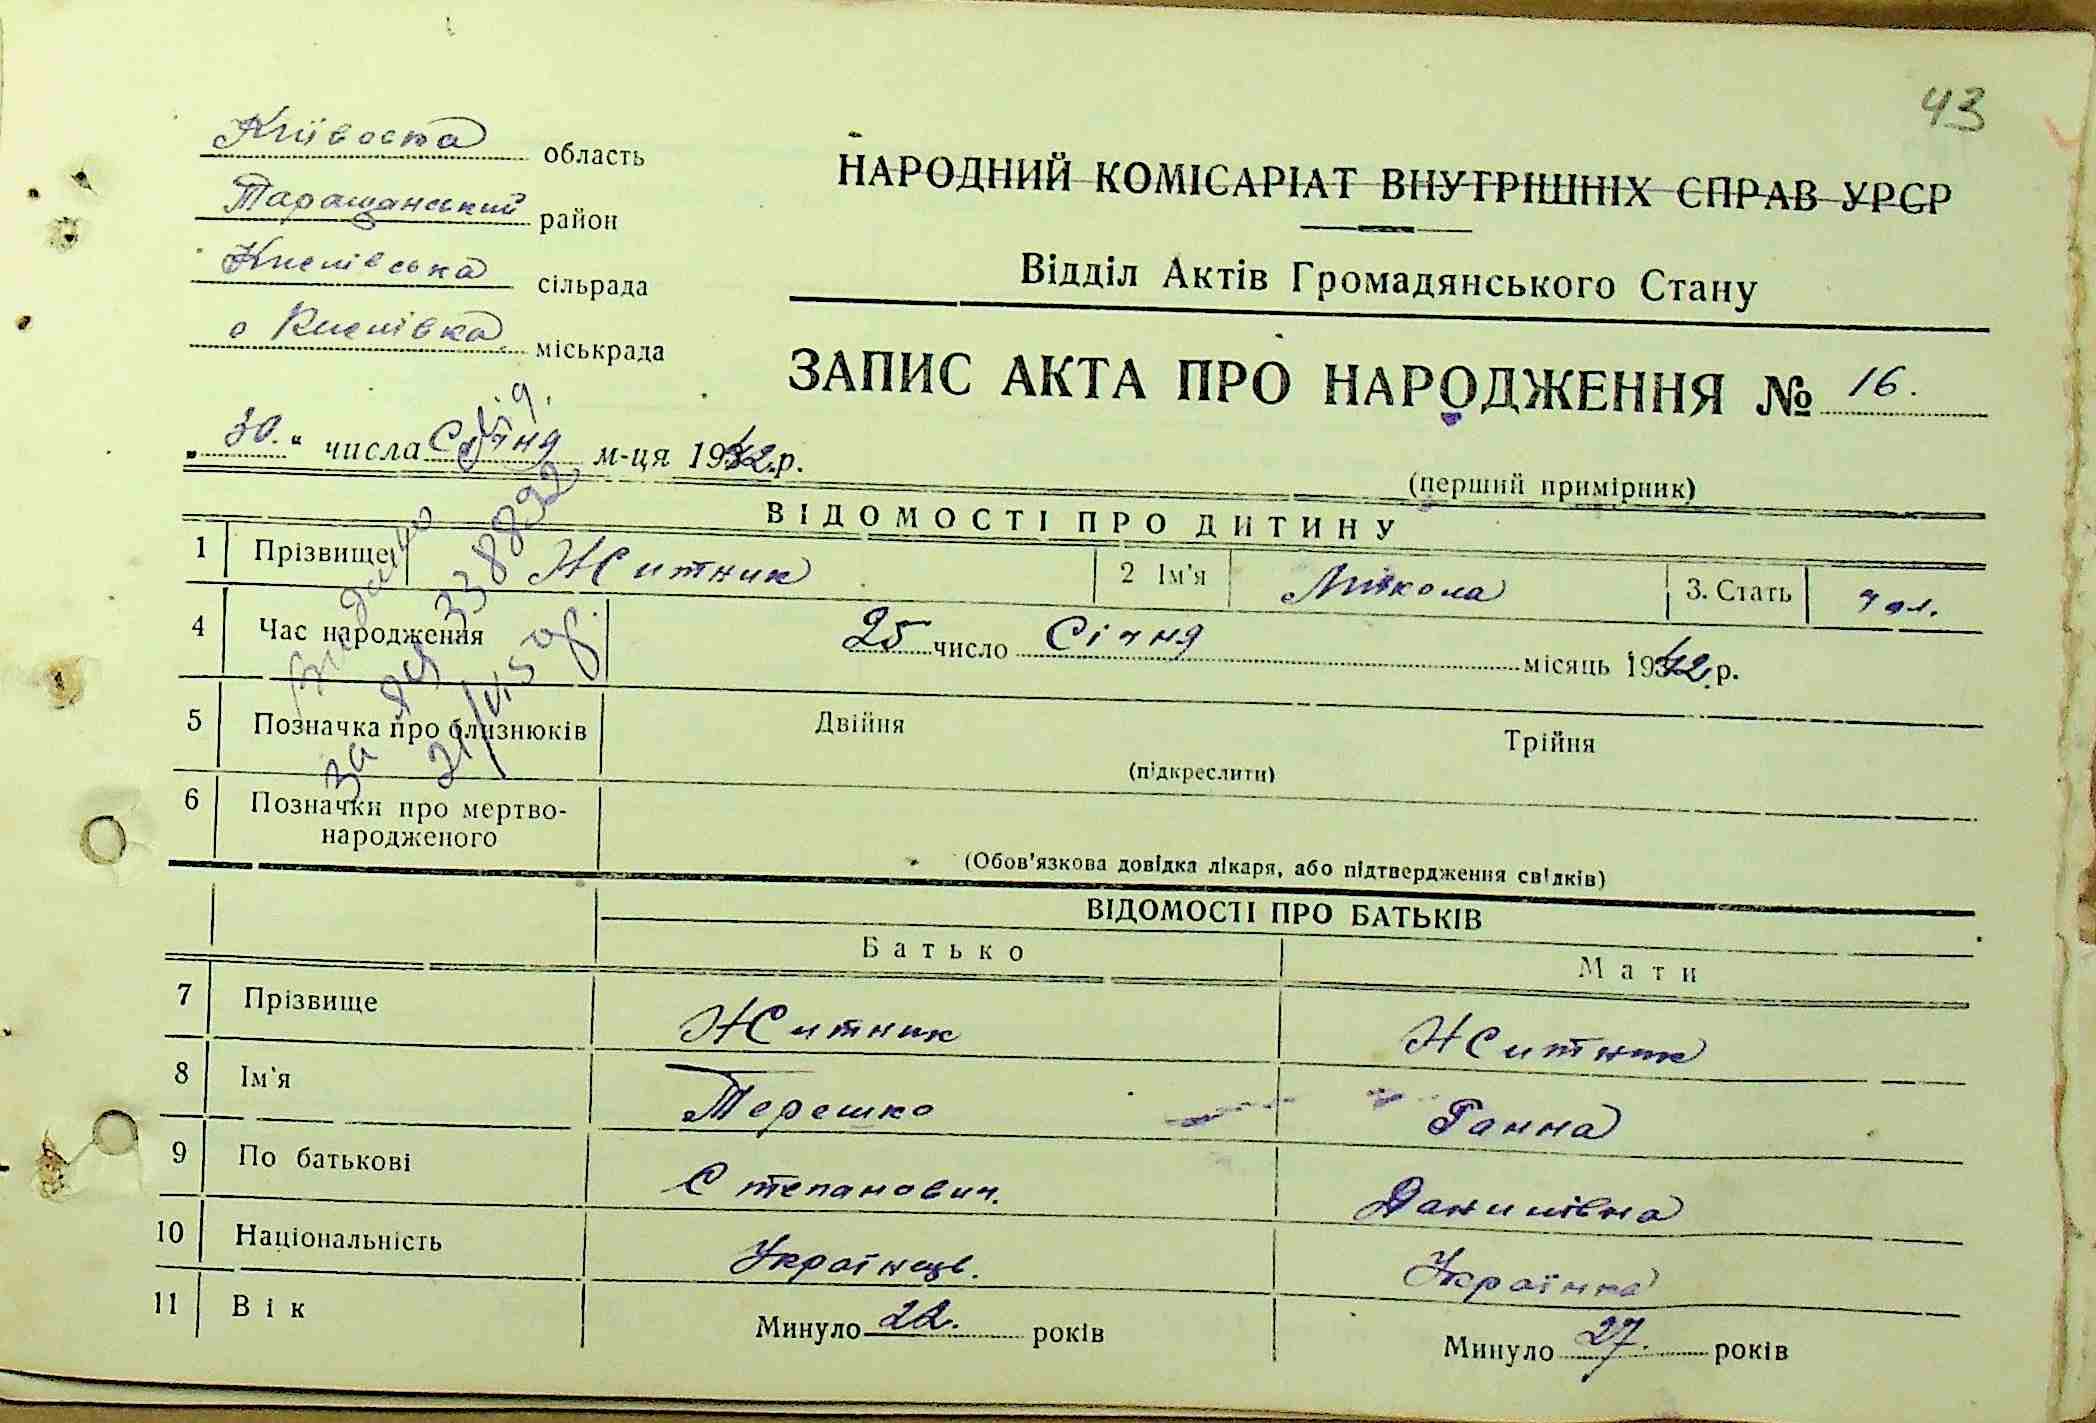 43
Київська область
Таращанський район
Кислівська сільрада
с Кислівка міськрада
НАРОДНИЙ КОМІСАРІАТ ВНУТРІШНІХ СПРАВ УРСР
Відділ Актів Громадянського Стану
ЗАПИС АКТА ПРО НАРОДЖЕННЯ № 16.
„30.“ числа Січня м-ця 1942.р.
(перший примірник)
ВІДОМОСТІ ПРО ДИТИНУ
1 Прізвище Житник 2 Ім'я Микола 3. Стать чол.
4 Час народження 25 число Січня місяць 1942.р.
5 Позначка про близнюків Двійня Трійня
(підкреслити)
6 Позначки про мертво-
народженого
(Обов'язкова довідка лікаря, або підтвердження свідків)
ВІДОМОСТІ ПРО БАТЬКІВ
Батько Мати
7 Прізвище Житник Житник
8 Ім'я Терешко Ганна
9 По батькові Степанович. Данилівна
10 Національність Українець. Українка
11 Вік Минуло 22. років Минуло 27. років